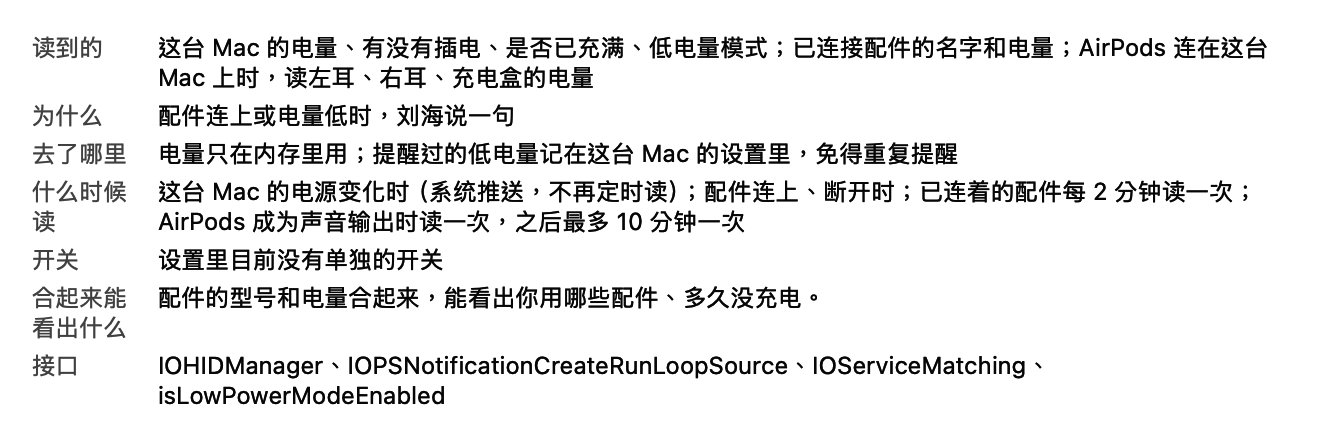 读到的 这台 Mac 的电量、有没有插电、是否已充满、低电量模式；已连接配件的名字和电量；AirPods 连在这台
Mac 上时，读左耳、右耳、充电盒的电量
为什么 配件连上或电量低时，刘海说一句
去了哪里 电量只在内存里用；提醒过的低电量记在这台 Mac 的设置里，免得重复提醒
什么时候 这台 Mac 的电源变化时（系统推送，不再定时读）；配件连上、断开时；已连着的配件每 2 分钟读一次；
读 AirPods 成为声音输出时读一次，之后最多 10 分钟一次
开关 设置里目前没有单独的开关
合起来能 配件的型号和电量合起来，能看出你用哪些配件、多久没充电。
看出什么
接口 IOHIDManager、IOPSNotificationCreateRunLoopSource、IOServiceMatching、
isLowPowerModeEnabled